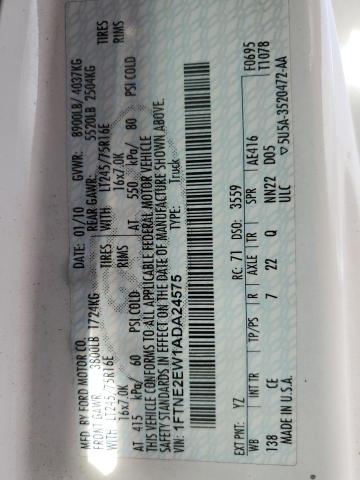 MFD BY FORD MOTOR CO.
DATE: 01/10 GVWR: 8900LB/ 4037KG
FRONT GAWR: 3800LB 1724KG REAR GAWR: 5520LB 2504KG
WITH LT245/75R16E TIRES WITH LT245/75R16E TIRES
16x7.0K RIMS 16x7.0K RIMS
AT 415 kPa/ 60 PSI COLD AT 550 kPa/ 80 PSI COLD
THIS VEHICLE CONFORMS TO ALL APPLICABLE FEDERAL MOTOR VEHICLE
SAFETY STANDARDS IN EFFECT ON THE DATE OF MANUFACTURE SHOWN ABOVE.
VIN: 1FTNE2EW1ADA24575
TYPE: Truck
F0695
T1078
EXT PNT: YZ RC: 71 DSO: 3559
WB INT TR TP/PS R AXLE TR SPR AE416
138 CE 7 22 Q NN22 D05
MADE IN U.S.A. ULC ▽5U5A-3520472-AA